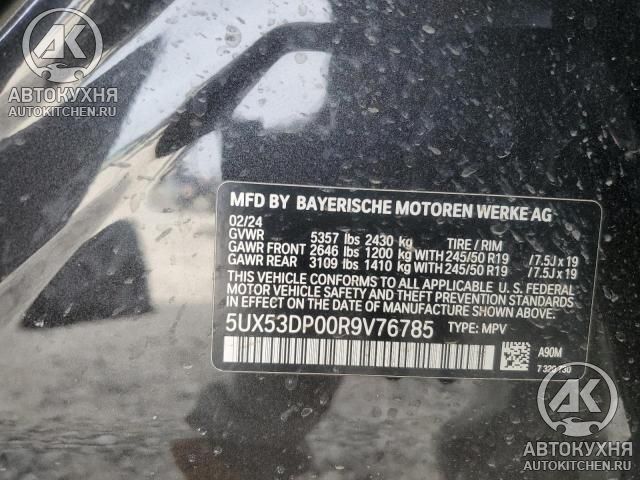 АК
АВТОКУХНЯ
AUTOKITCHEN.RU
MFD BY BAYERISCHE MOTOREN WERKE AG
02/24
GVWR 5357 lbs 2430 kg TIRE / RIM
GAWR FRONT 2646 lbs 1200 kg WITH 245/50 R19 /7.5J x 19
GAWR REAR 3109 lbs 1410 kg WITH 245/50 R19 /7.5J x 19
THIS VEHICLE CONFORMS TO ALL APPLICABLE U. S. FEDERAL
MOTOR VEHICLE SAFETY AND THEFT PREVENTION STANDARDS
IN EFFECT ON THE DATE OF MANUFACTURE SHOWN ABOVE.
5UX53DP00R9V76785 TYPE: MPV
A90M
7 329 730
АК
АВТОКУХНЯ
AUTOKITCHEN.RU